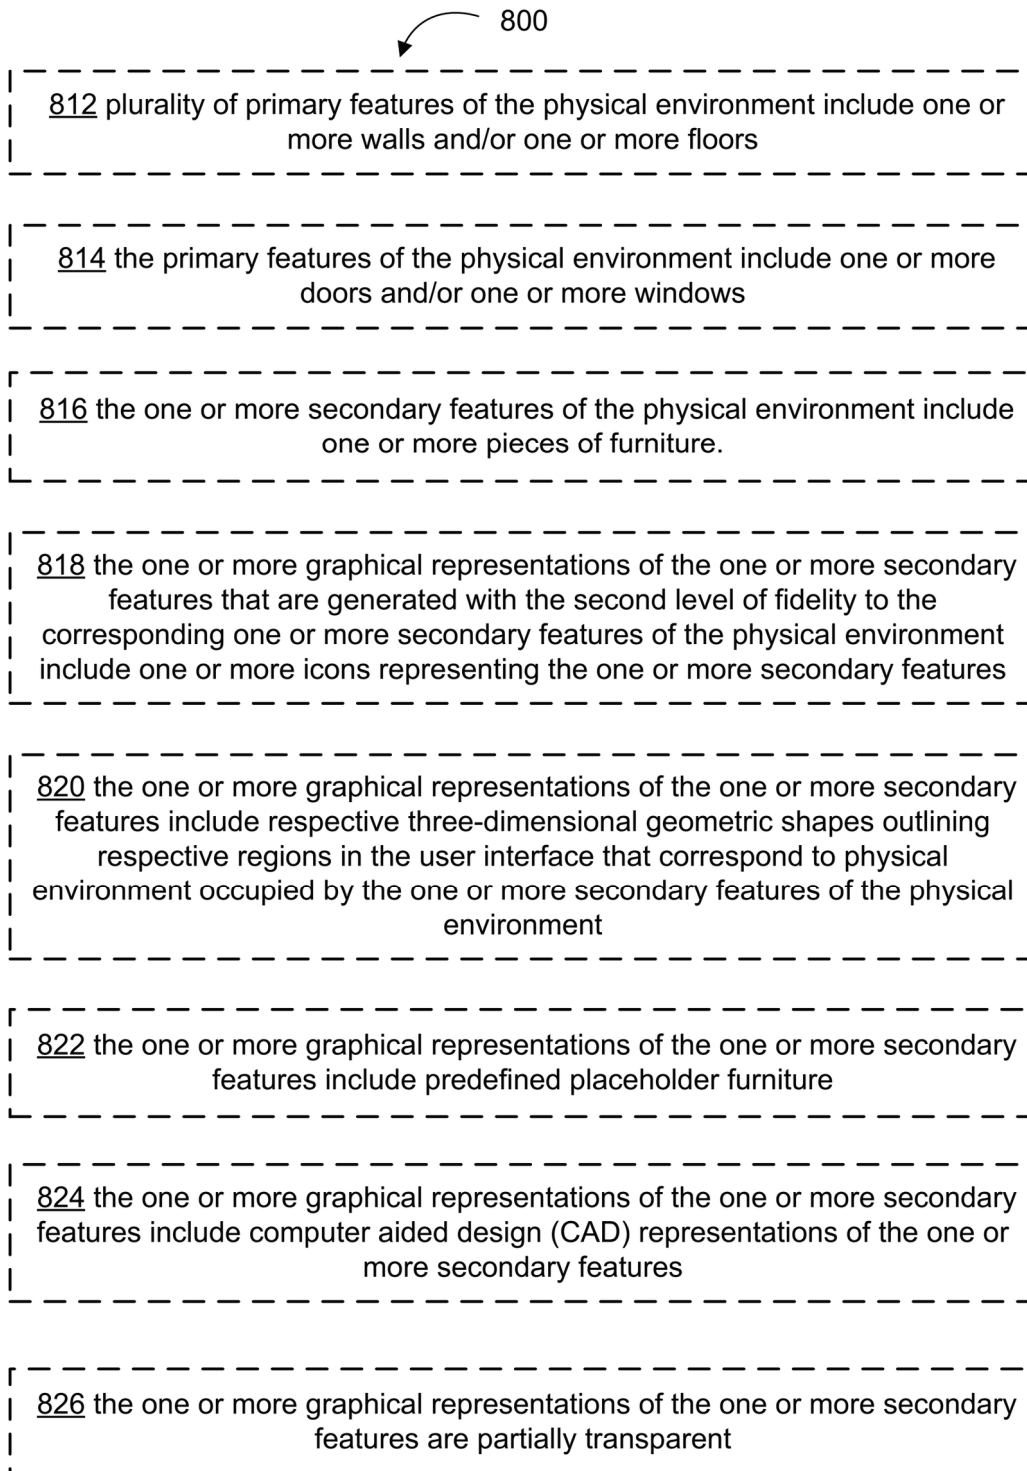 800
812 plurality of primary features of the physical environment include one or
more walls and/or one or more floors
814 the primary features of the physical environment include one or more
doors and/or one or more windows
816 the one or more secondary features of the physical environment include
one or more pieces of furniture.
818 the one or more graphical representations of the one or more secondary
features that are generated with the second level of fidelity to the
corresponding one or more secondary features of the physical environment
include one or more icons representing the one or more secondary features
820 the one or more graphical representations of the one or more secondary
features include respective three-dimensional geometric shapes outlining
respective regions in the user interface that correspond to physical
environment occupied by the one or more secondary features of the physical
environment
822 the one or more graphical representations of the one or more secondary
features include predefined placeholder furniture
824 the one or more graphical representations of the one or more secondary
features include computer aided design (CAD) representations of the one or
more secondary features
826 the one or more graphical representations of the one or more secondary
features are partially transparent